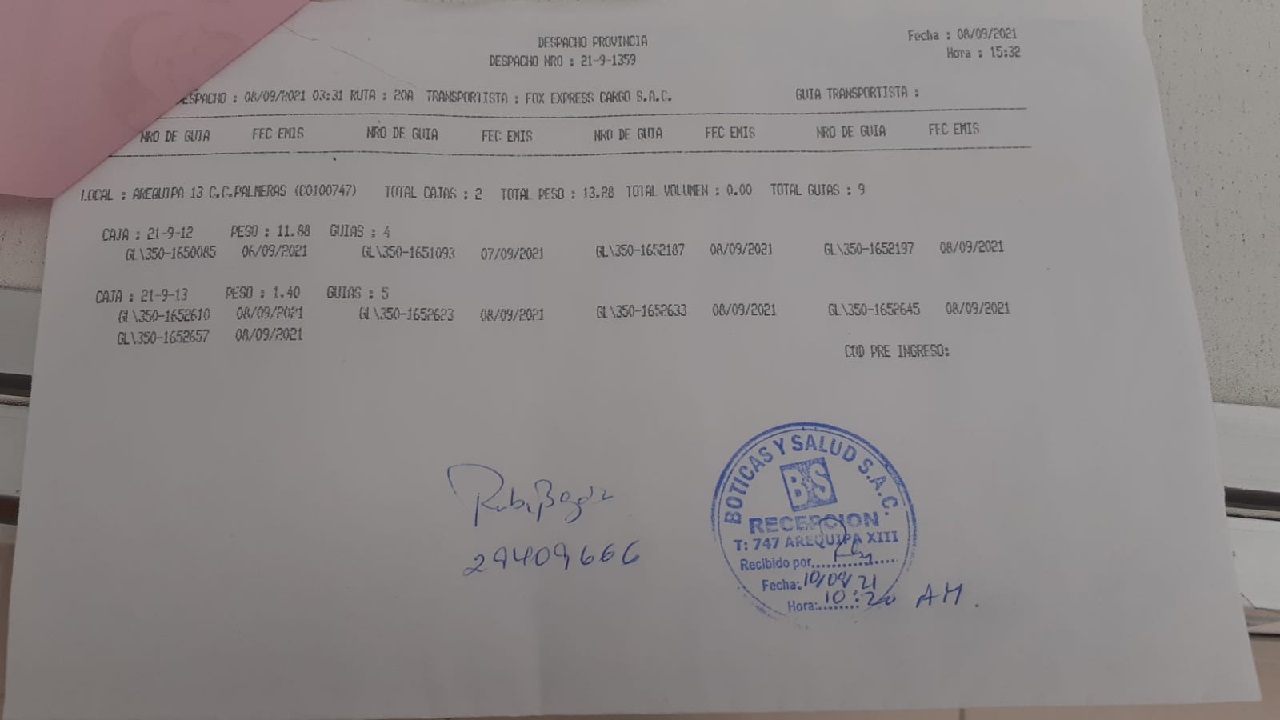 DESPACHO PROVINCIA
Fecha : 08/09/2021
DESPACHO NRO : 21-9-1359
Hora : 15:32
ESPACHO : 08/09/2021 03:31 RUTA : 20A TRANSPORTISTA : FOX EXPRESS CARGO S.A.C. GUIA TRANSPORTISTA :
NRO DE GUIA FEC EMIS NRO DE GUIA FEC EMIS NRO DE GUIA FEC EMIS NRO DE GUIA FEC EMIS
LOCAL : AREQUIPA 13 C.C.PALMERAS (C0100747) TOTAL CAJAS : 2 TOTAL PESO : 13.28 TOTAL VOLUMEN : 0.00 TOTAL GUIAS : 9
CAJA : 21-9-12 PESO : 11.88 GUIAS : 4
GL\350-1650085 06/09/2021 GL\350-1651093 07/09/2021 GL\350-1652187 08/09/2021 GL\350-1652197 08/09/2021
CAJA : 21-9-13 PESO : 1.40 GUIAS : 5
GL\350-1652610 08/09/2021 GL\350-1652623 08/09/2021 GL\350-1652633 08/09/2021 GL\350-1652645 08/09/2021
GL\350-1652657 08/09/2021
COD PRE INGRESO:
29409666
BOTICAS Y SALUD S.A.C.
BS
RECEPCION
T: 747 AREQUIPA XIII
Recibido por
Fecha: 10/09/21
Hora: 10:20 AM.